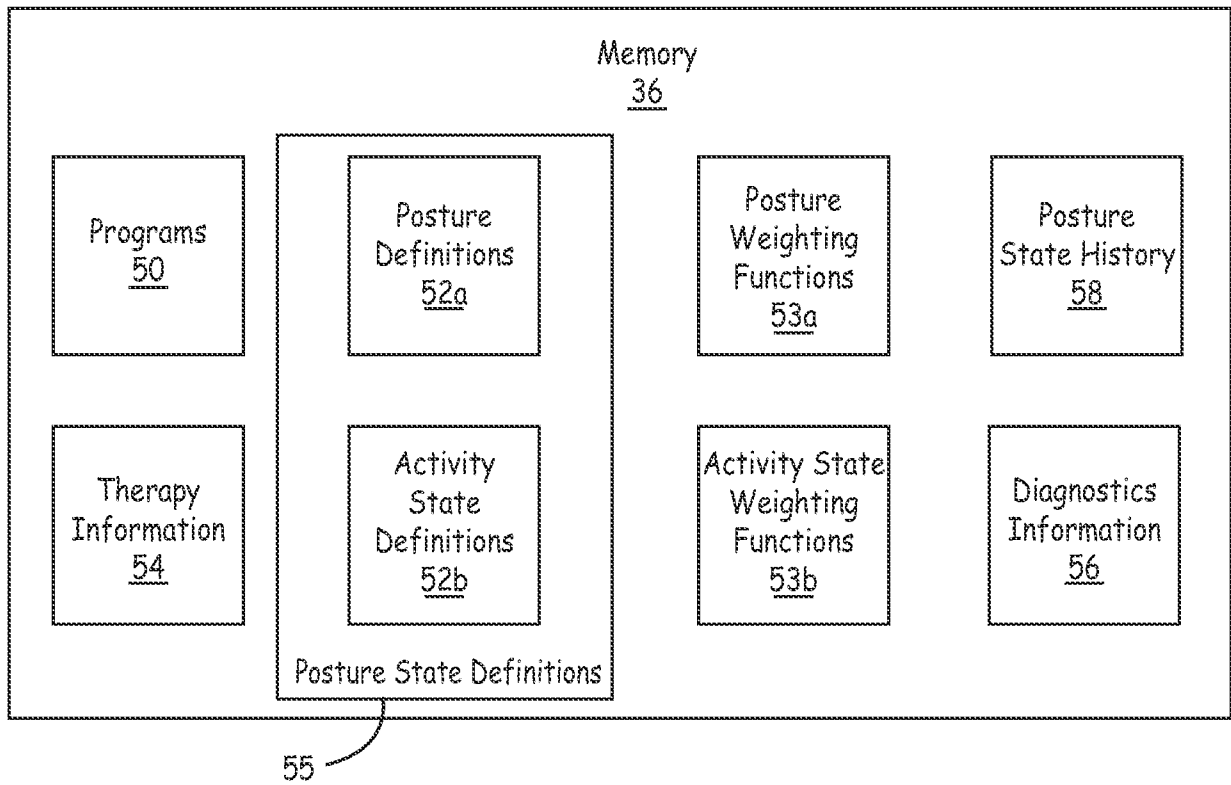 Memory
36
Programs
50
Posture
Definitions
52a
Posture
Weighting
Functions
53a
Posture
State History
58
Therapy
Information
54
Activity
State
Definitions
52b
Activity State
Weighting
Functions
53b
Diagnostics
Information
56
Posture State Definitions
55